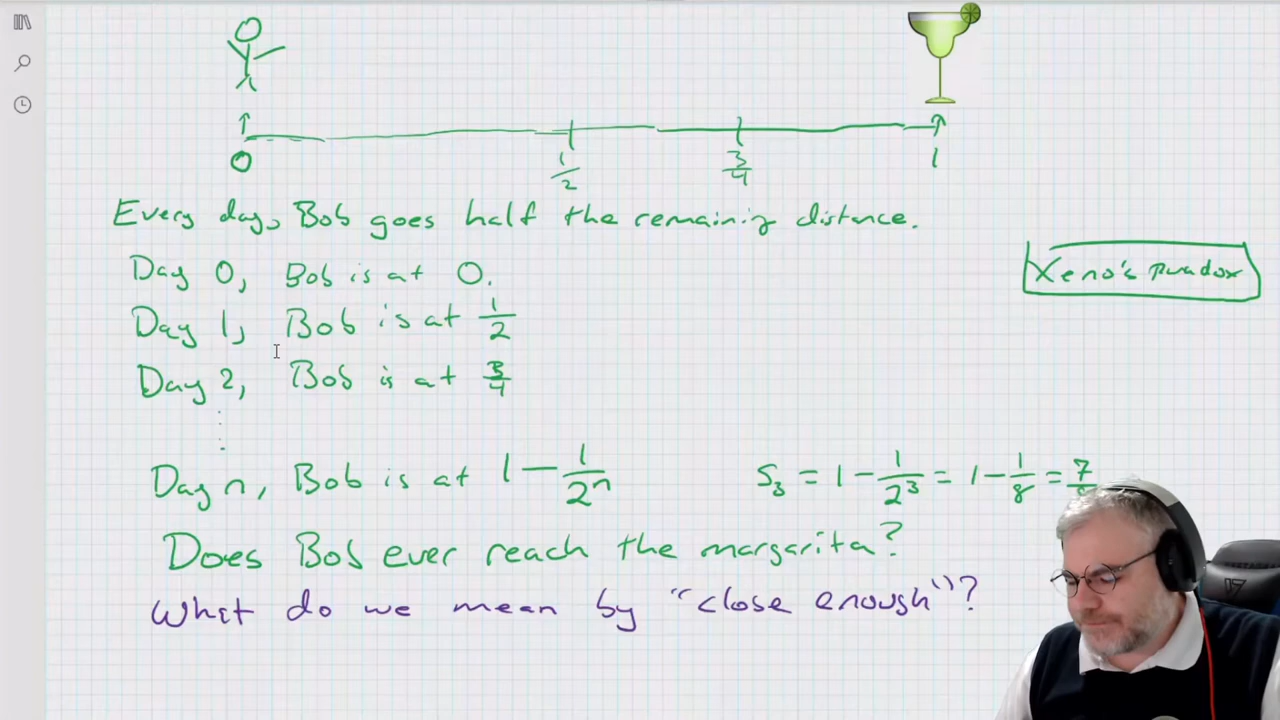 0 1/2 3/4 1
Every day, Bob goes half the remainig distance.
Xeno's Paradox
Day 0, Bob is at 0.
Day 1, Bob is at 1/2
Day 2, Bob is at 3/4
Day n, Bob is at 1 - 1/2^n
S_3 = 1 - 1/2^3 = 1 - 1/8 = 7/
Does Bob ever reach the margarita?
What do we mean by "close enough"?